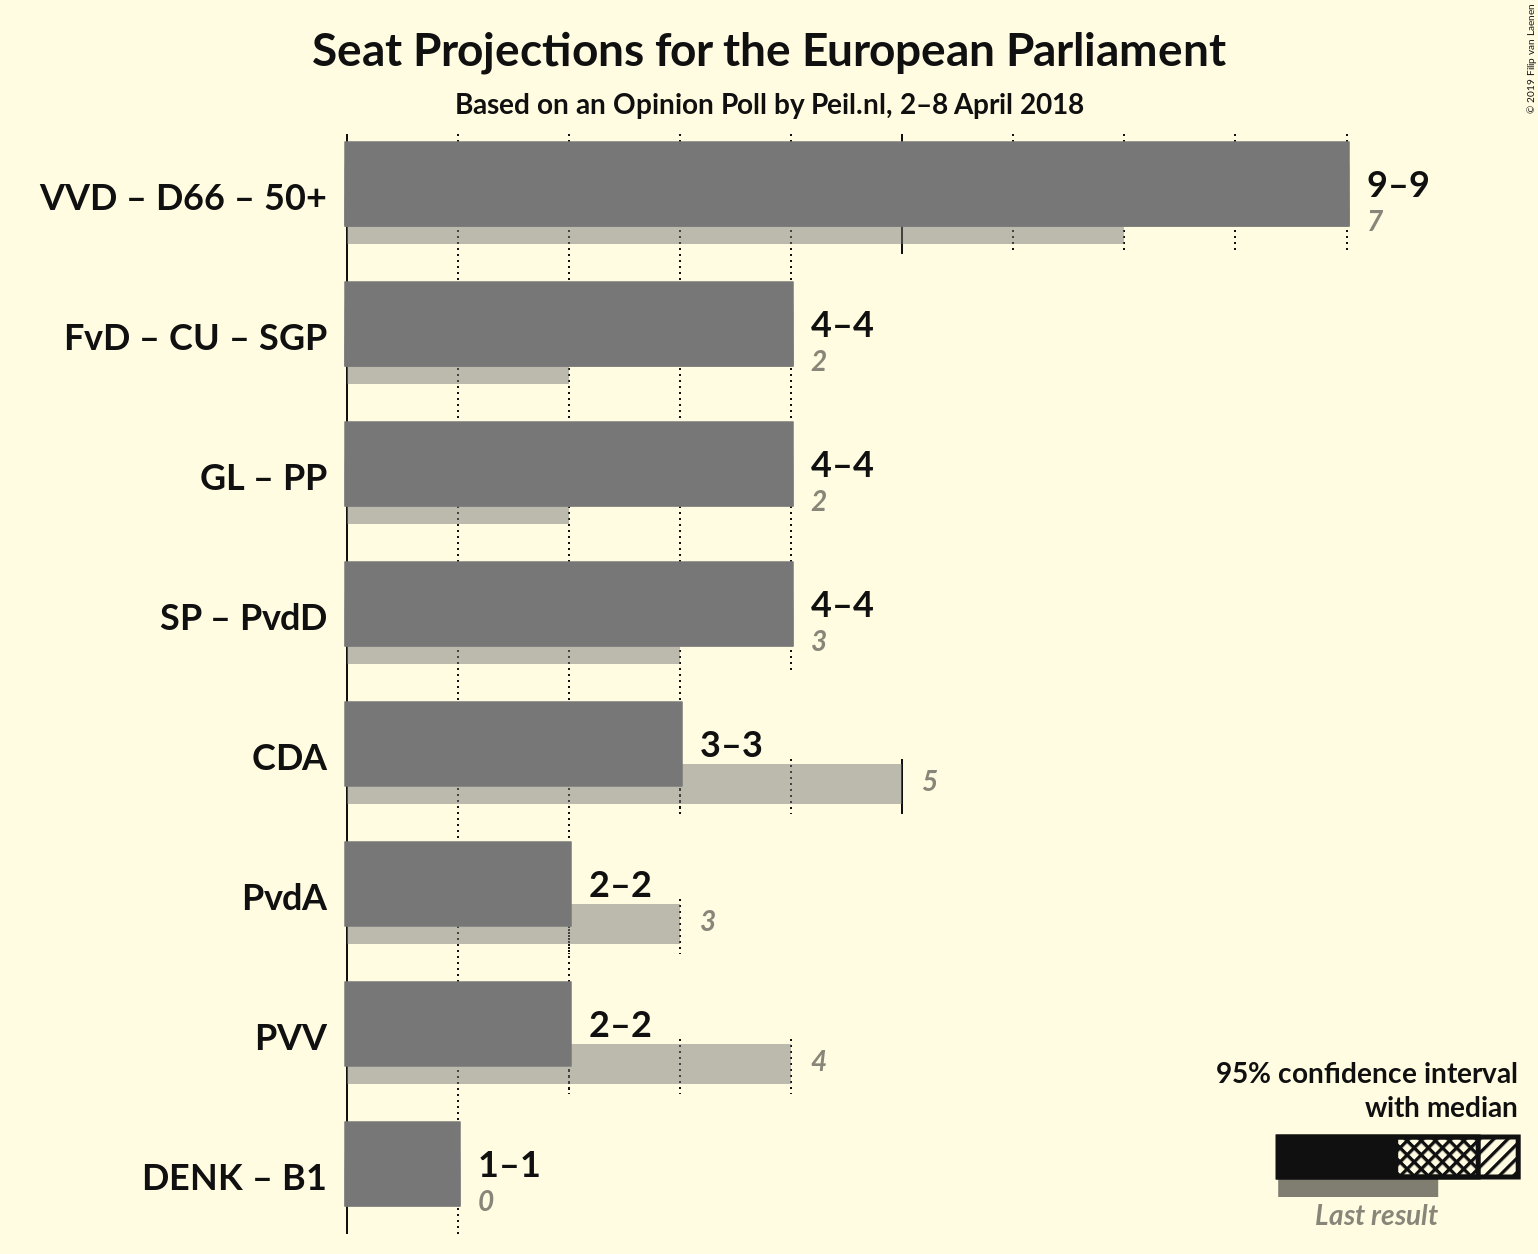 Seat Projections for the European Parliament
Based on an Opinion Poll by Peil.nl, 2–8 April 2018
© 2019 Filip van Laenen
VVD – D66 – 50+
9–9
7
FvD – CU – SGP
4–4
2
GL – PP
4–4
2
SP – PvdD
4–4
3
CDA
3–3
5
PvdA
2–2
3
PVV
2–2
4
DENK – B1
1–1
0
95% confidence interval
with median
Last result